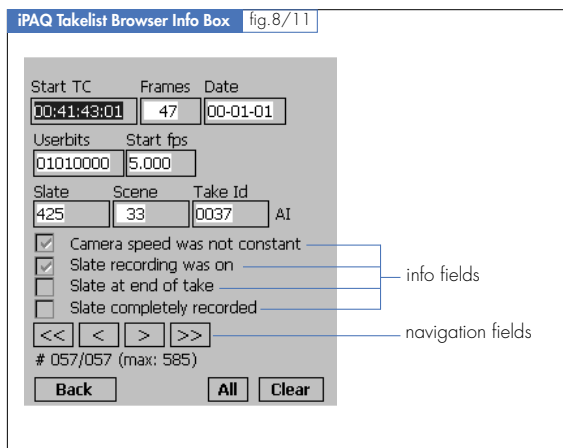 iPAQ Takelist Browser Info Box fig.8/11
Start TC Frames Date
00:41:43:01 47 00-01-01
Userbits Start fps
01010000 5.000
Slate Scene Take Id
425 33 0037 AI
Camera speed was not constant
Slate recording was on
Slate at end of take
Slate completely recorded
info fields
<< < > >>
navigation fields
# 057/057 (max: 585)
Back All Clear